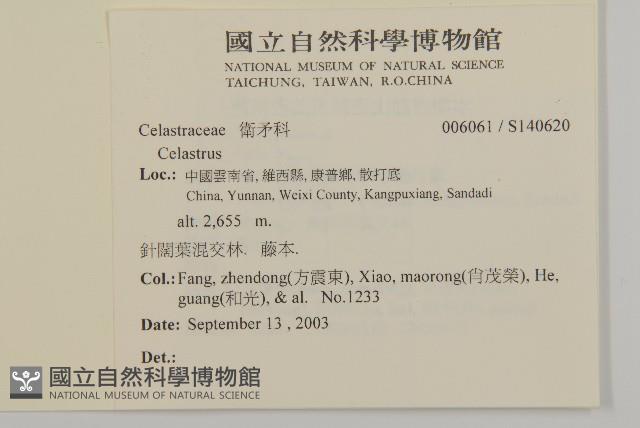 國立自然科學博物館
NATIONAL MUSEUM OF NATURAL SCIENCE
TAICHUNG, TAIWAN, R.O.CHINA
Celastraceae 衛矛科 006061 / S140620
Celastrus
Loc.: 中國雲南省, 維西縣, 康普鄉, 散打底
China, Yunnan, Weixi County, Kangpuxiang, Sandadi
alt. 2,655 m.
針闊葉混交林. 藤本.
Col.: Fang, zhendong(方震東), Xiao, maorong(肖茂榮), He,
guang(和光), & al. No.1233
Date: September 13 , 2003
Det.:
國立自然科學博物館
NATIONAL MUSEUM OF NATURAL SCIENCE